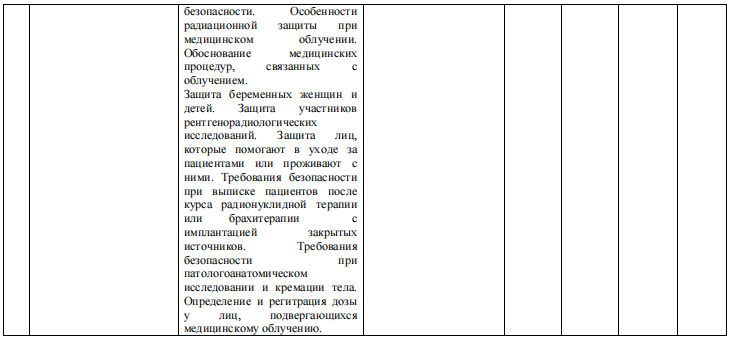 безопасности. Особенности
радиационной защиты при
медицинском облучении.
Обоснование медицинских
процедур, связанных с
облучением.
Защита беременных женщин и
детей. Защита участников
рентгенорадиологических
исследований. Защита лиц,
которые помогают в уходе за
пациентами или проживают с
ними. Требования безопасности
при выписке пациентов после
курса радионуклидной терапии
или брахитерапии с
имплантацией закрытых
источников. Требования
безопасности при
патологоанатомическом
исследовании и кремации тела.
Определение и регитрация дозы
у лиц, подвергающихся
медицинскому облучению.